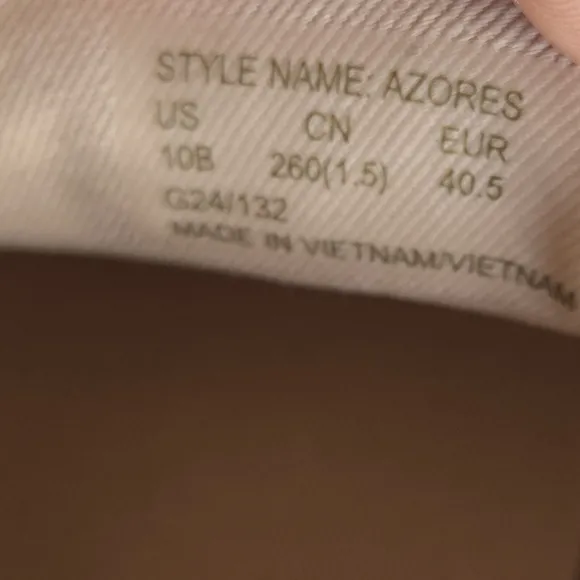 STYLE NAME: AZORES
US CN EUR
10B 260(1.5) 40.5
G24/132
MADE IN VIETNAM/VIETNAM